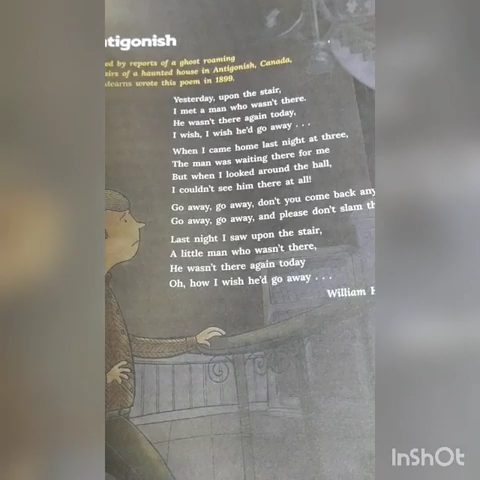 tigonish
ed by reports of a ghost roaming
airs of a haunted house in Antigonish, Canada,
earns wrote this poem in 1899.
Yesterday, upon the stair,
I met a man who wasn't there.
He wasn't there again today,
I wish, I wish he'd go away . . .
When I came home last night at three,
The man was waiting there for me
But when I looked around the hall,
I couldn't see him there at all!
Go away, go away, don't you come back any
Go away, go away, and please don't slam th
Last night I saw upon the stair,
A little man who wasn't there,
He wasn't there again today
Oh, how I wish he'd go away . . .
William H
InShOt